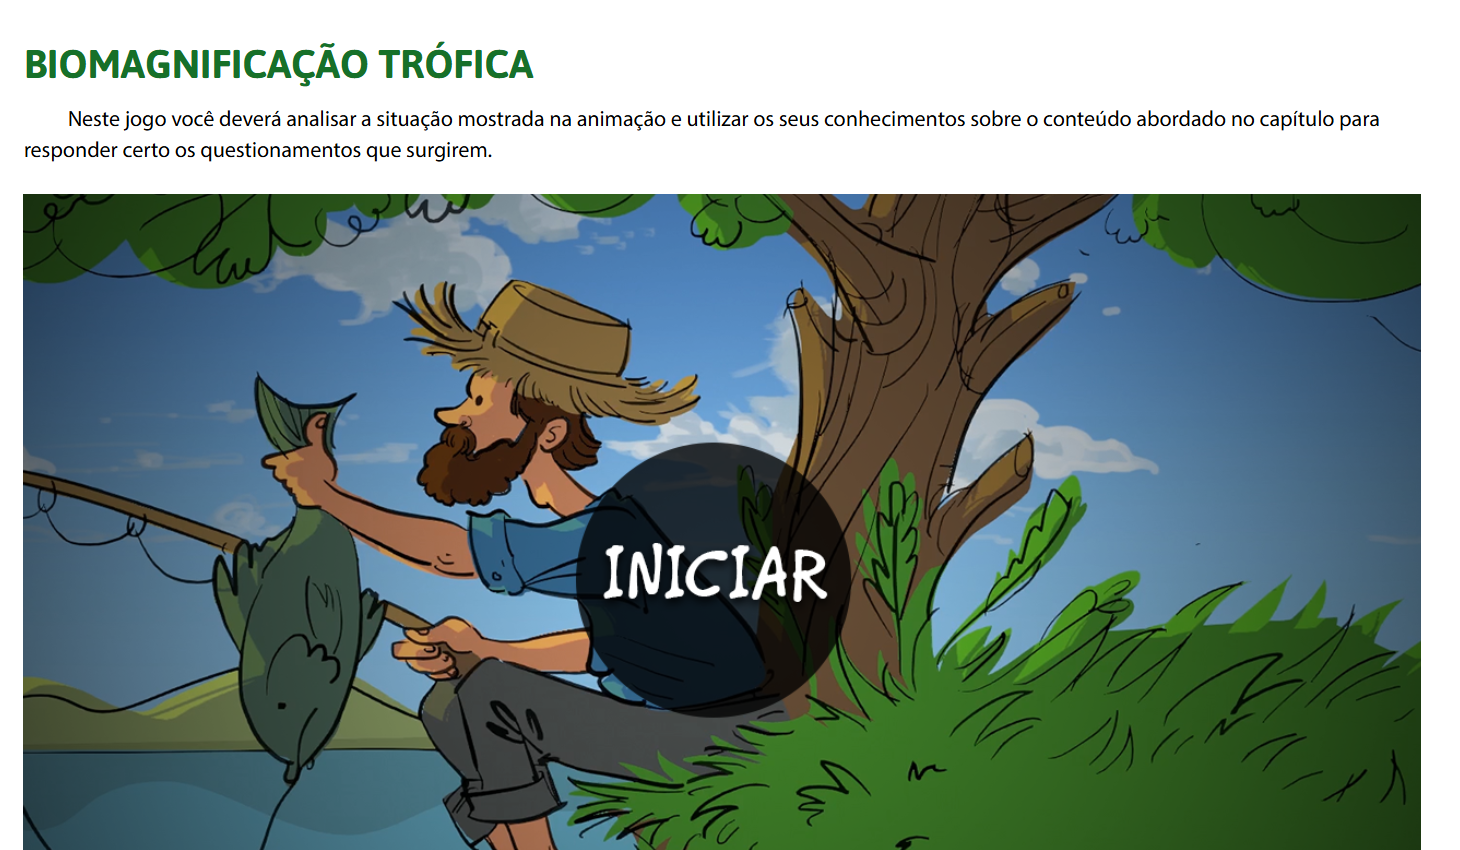 BIOMAGNIFICAÇÃO TRÓFICA
Neste jogo você deverá analisar a situação mostrada na animação e utilizar os seus conhecimentos sobre o conteúdo abordado no capítulo para
responder certo os questionamentos que surgirem.
INICIAR